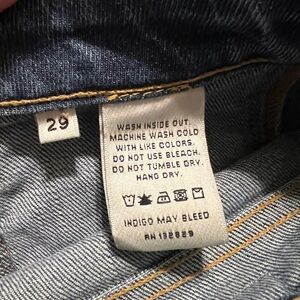 29
WASH INSIDE OUT.
MACHINE WASH COLD
WITH LIKE COLORS.
DO NOT USE BLEACH.
DO NOT TUMBLE DRY.
HANG DRY.
INDIGO MAY BLEED
RN 132829